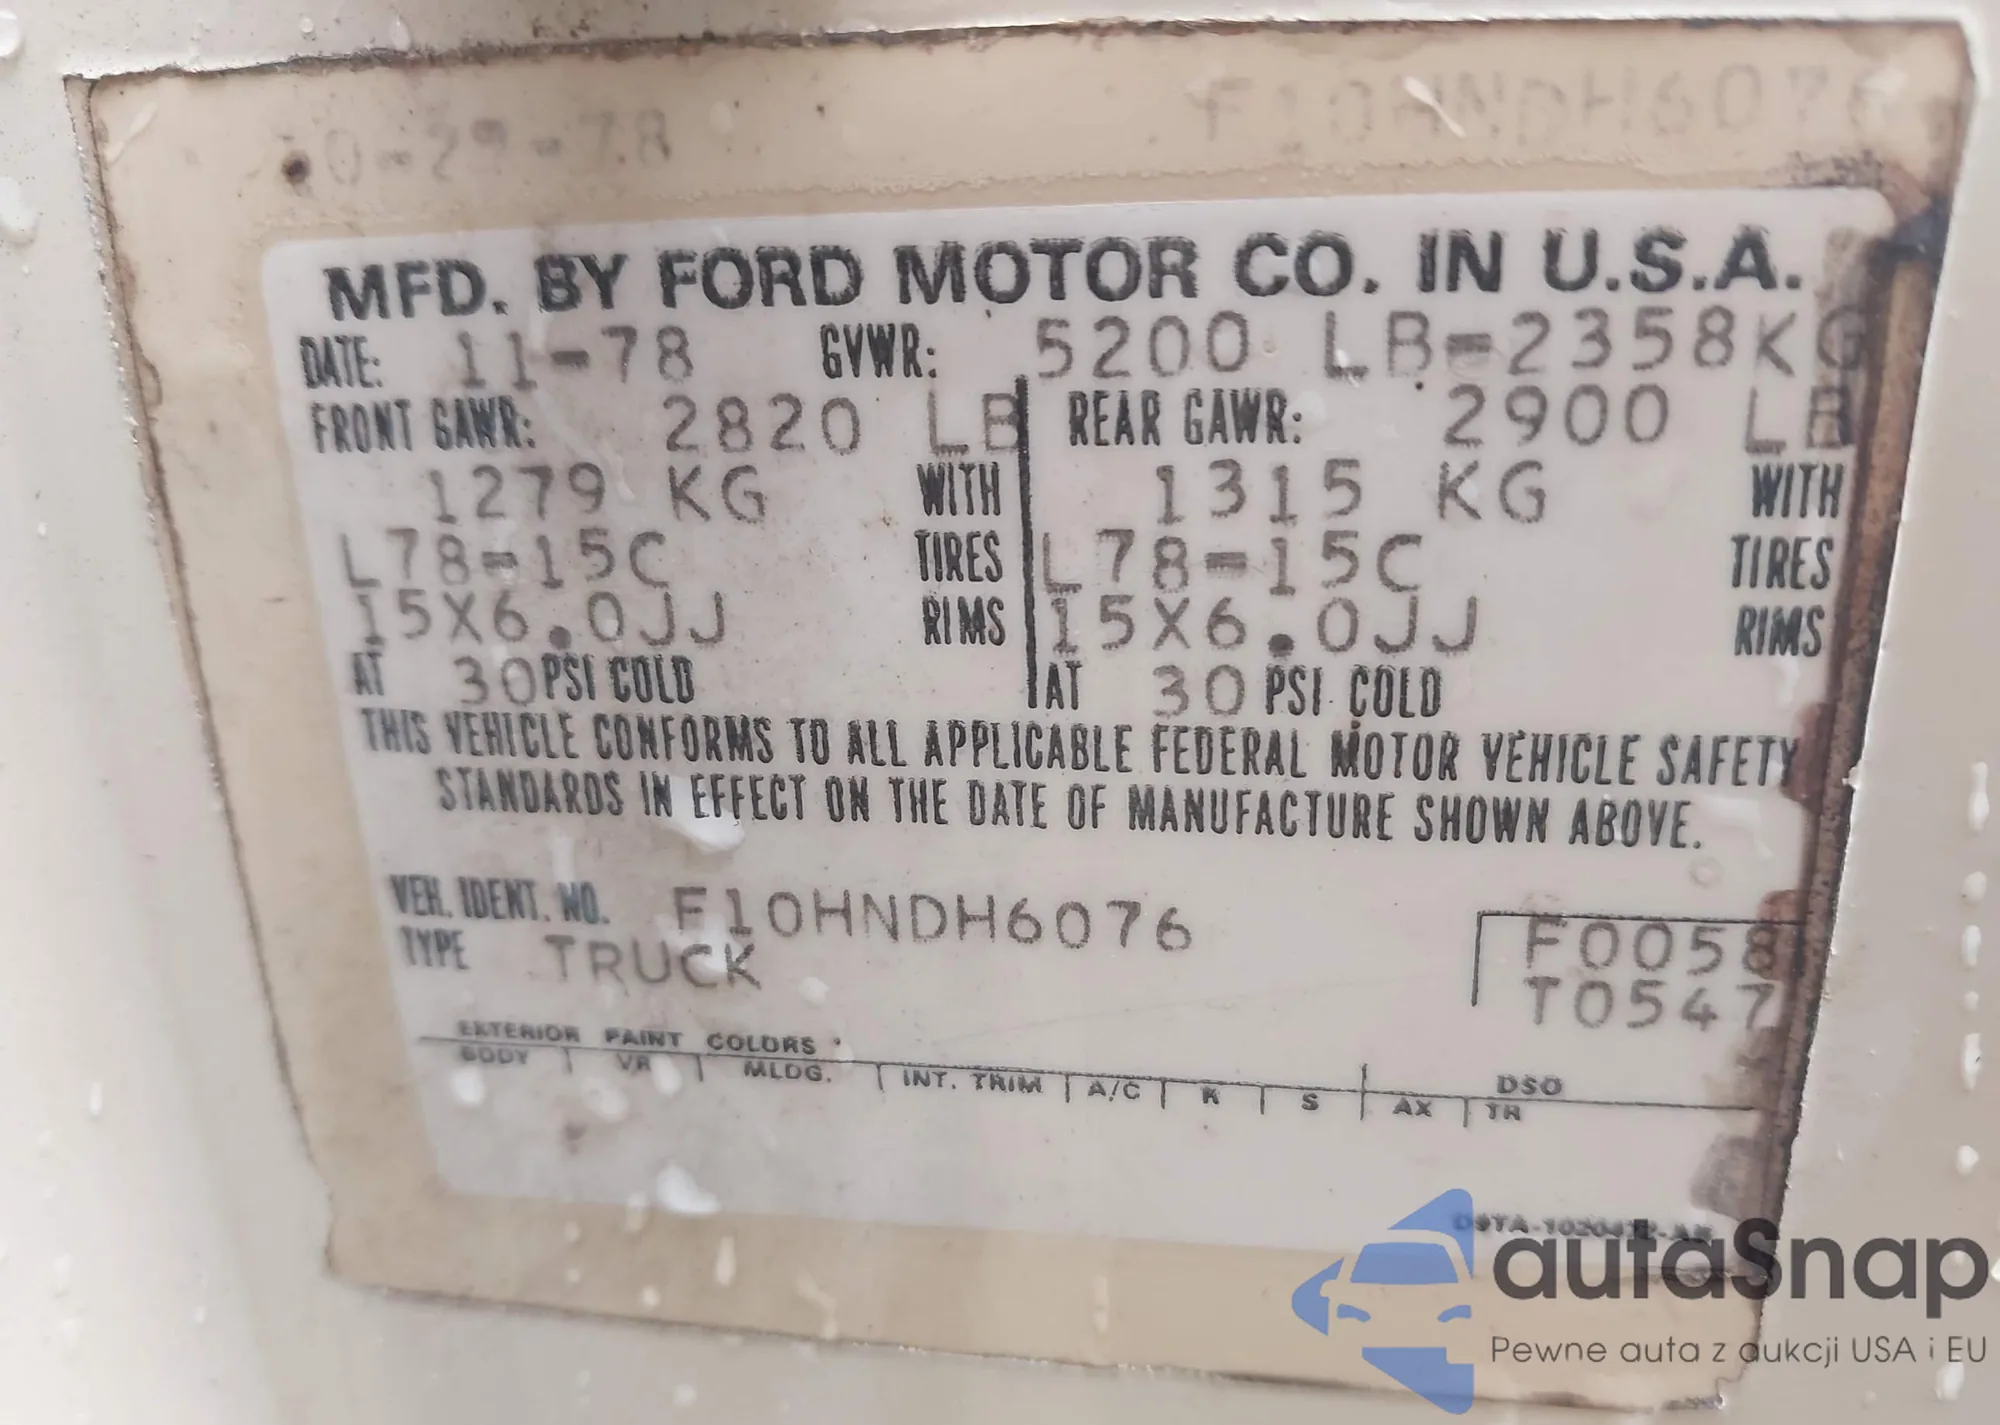 10-29-78 F10HNDH6076
MFD. BY FORD MOTOR CO. IN U.S.A.
DATE: 11-78 GVWR: 5200 LB=2358KG
FRONT GAWR: 2820 LB REAR GAWR: 2900 LB
1279 KG WITH 1315 KG WITH
L78-15C TIRES L78-15C TIRES
15X6.0JJ RIMS 15X6.0JJ RIMS
AT 30 PSI COLD AT 30 PSI COLD
THIS VEHICLE CONFORMS TO ALL APPLICABLE FEDERAL MOTOR VEHICLE SAFETY
STANDARDS IN EFFECT ON THE DATE OF MANUFACTURE SHOWN ABOVE.
VEH. IDENT. NO. F10HNDH6076
TYPE TRUCK
F0058
T0547
EXTERIOR PAINT COLORS
DSO
BODY VR MLDG. INT. TRIM A/C R S AX TR
autaSnap
Pewne auta z aukcji USA i EU